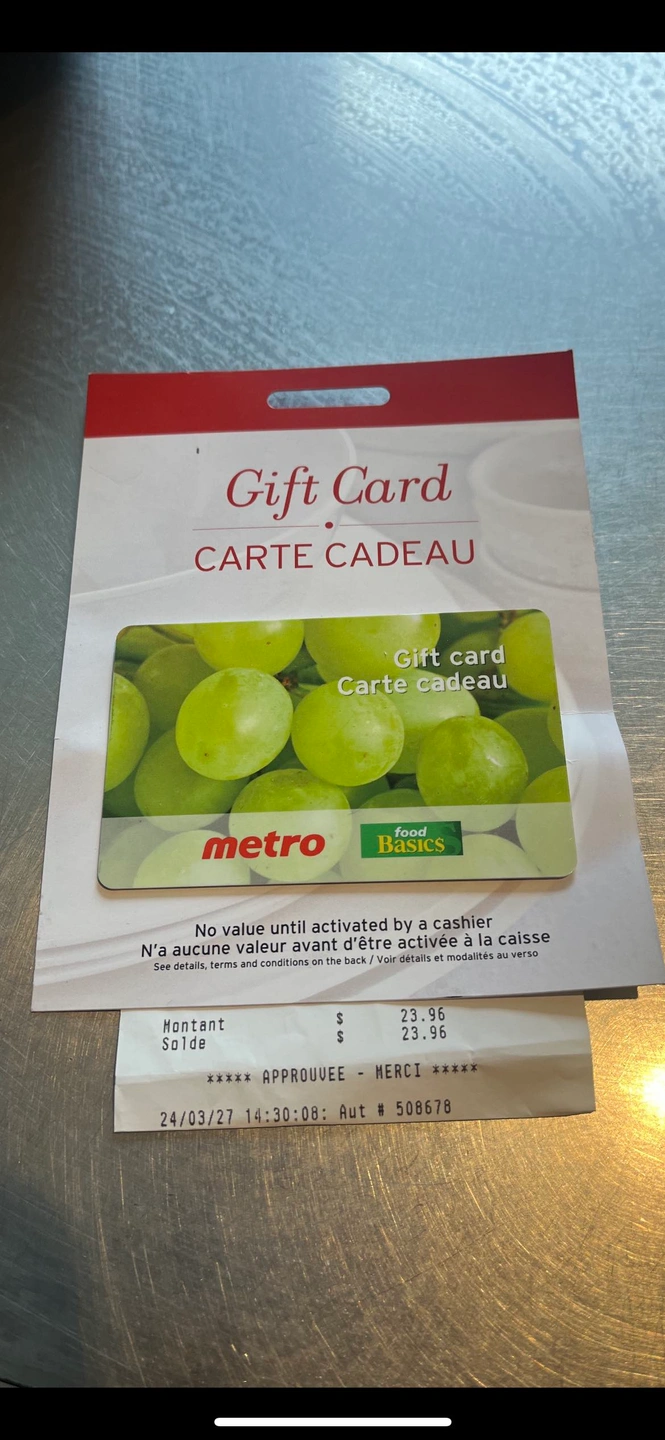 Gift Card
CARTE CADEAU
Gift card
Carte cadeau
metro
food
Basics
No value until activated by a cashier
N'a aucune valeur avant d'être activée à la caisse
See details, terms and conditions on the back / Voir détails et modalités au verso
Montant $ 23.96
Solde $ 23.96
***** APPROUVEE - MERCI *****
24/03/27 14:30:08: Aut # 508678